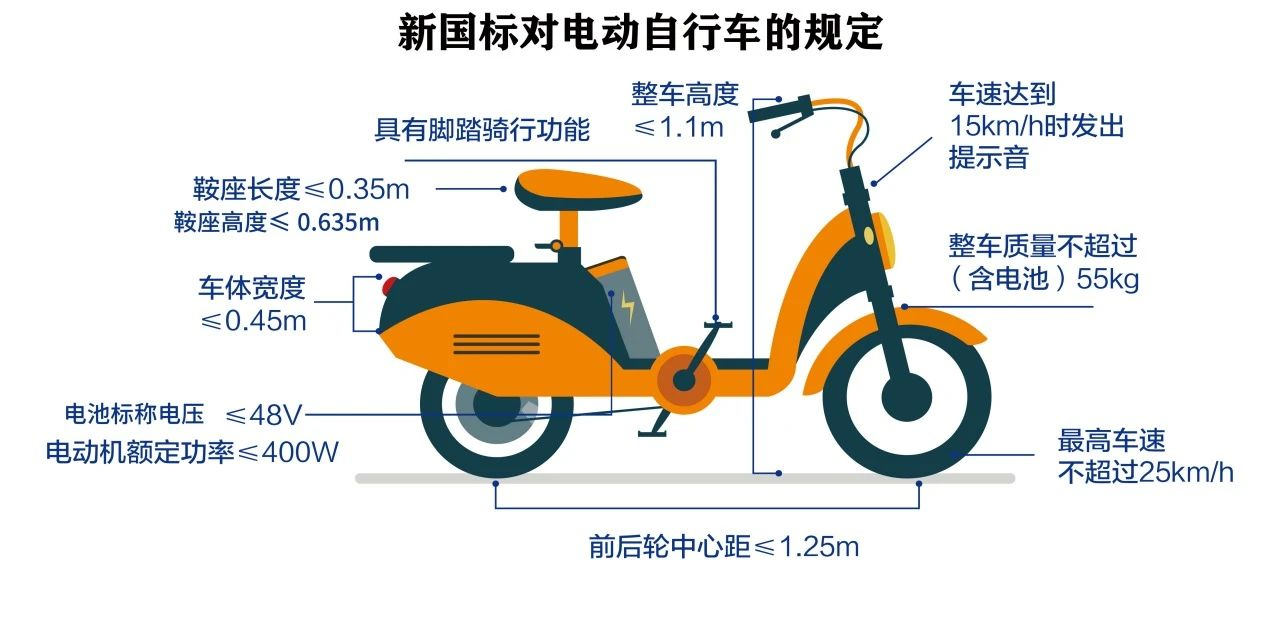 新国标对电动自行车的规定
整车高度
≤1.1m
车速达到
15km/h时发出
提示音
具有脚踏骑行功能
鞍座长度≤0.35m
鞍座高度≤ 0.635m
整车质量不超过
（含电池）55kg
车体宽度
≤0.45m
电池标称电压 ≤48V
电动机额定功率≤400W
最高车速
不超过25km/h
前后轮中心距≤1.25m